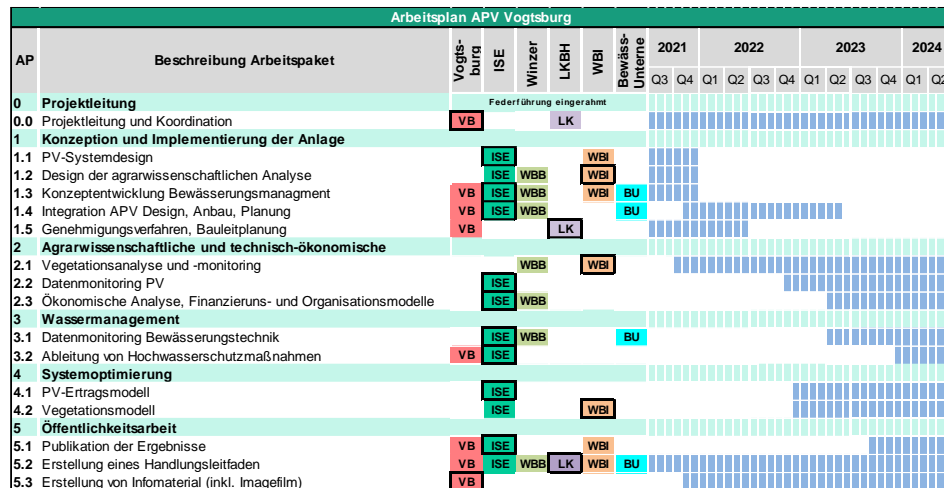 Arbeitsplan APV Vogtsburg
AP Beschreibung Arbeitspaket Vogts-burg ISE Winzer LKBH WBI Bewäss-Unterne 2021 2022 2023 2024
Q3 Q4 Q1 Q2 Q3 Q4 Q1 Q2 Q3 Q4 Q1 Q2
0 Projektleitung Federführung eingerahmt
0.0 Projektleitung und Koordination VB LK
1 Konzeption und Implementierung der Anlage
1.1 PV-Systemdesign ISE WBI
1.2 Design der agrarwissenschaftlichen Analyse ISE WBB WBI
1.3 Konzeptentwicklung Bewässerungsmanagment VB ISE WBB WBI BU
1.4 Integration APV Design, Anbau, Planung VB ISE WBB BU
1.5 Genehmigungsverfahren, Bauleitplanung VB LK
2 Agrarwissenschaftliche und technisch-ökonomische
2.1 Vegetationsanalyse und -monitoring WBB WBI
2.2 Datenmonitoring PV ISE
2.3 Ökonomische Analyse, Finanzieruns- und Organisationsmodelle ISE WBB
3 Wassermanagement
3.1 Datenmonitoring Bewässerungstechnik ISE WBB BU
3.2 Ableitung von Hochwasserschutzmaßnahmen VB ISE
4 Systemoptimierung
4.1 PV-Ertragsmodell ISE
4.2 Vegetationsmodell ISE WBI
5 Öffentlichkeitsarbeit
5.1 Publikation der Ergebnisse VB ISE WBI
5.2 Erstellung eines Handlungsleitfaden VB ISE WBB LK WBI BU
5.3 Erstellung von Infomaterial (inkl. Imagefilm) VB